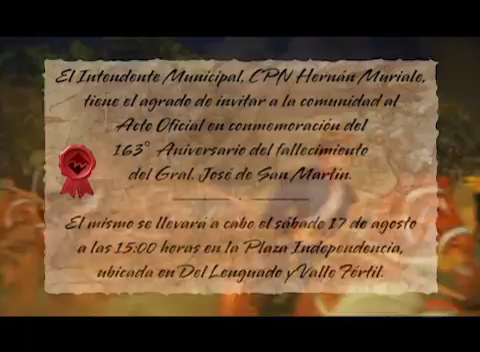 El Intendente Municipal, CPN Hernán Muriale,
tiene el agrado de invitar a la comunidad al
Acto Oficial en conmemoración del
163° Aniversario del fallecimiento
del Gral. José de San Martín.
El mismo se llevará a cabo el sábado 17 de agosto
a las 15:00 horas en la Plaza Independencia,
ubicada en Del Lenguado y Valle Fértil.